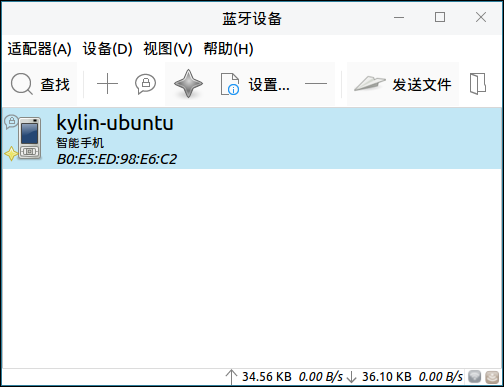 蓝牙设备
适配器(A) 设备(D) 视图(V) 帮助(H)
查找 设置... 发送文件
kylin-ubuntu
智能手机
B0:E5:ED:98:E6:C2
34.56 KB 0.00 B/s 36.10 KB 0.00 B/s